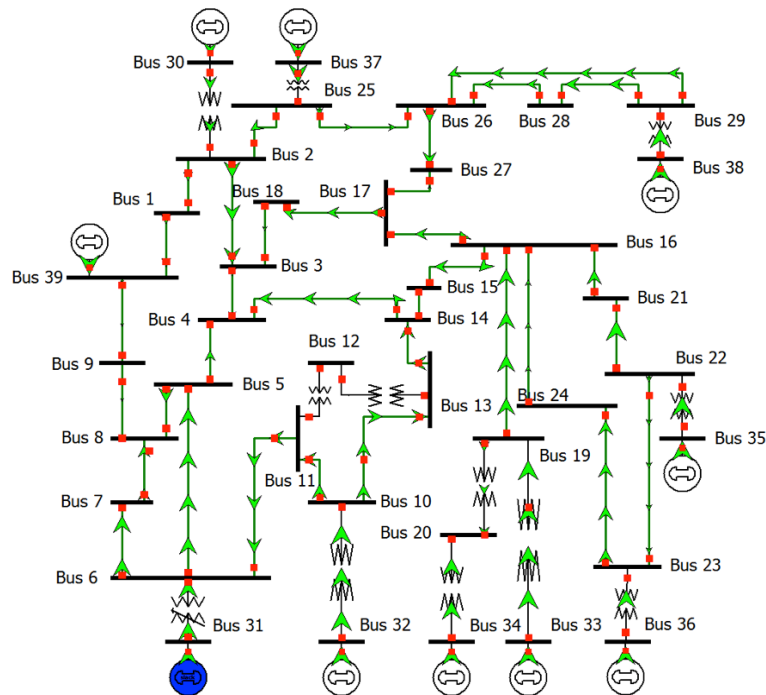 Bus 30
Bus 37
Bus 25
Bus 26
Bus 28
Bus 29
Bus 2
Bus 38
Bus 27
Bus 1
Bus 18
Bus 17
Bus 16
Bus 3
Bus 39
Bus 15
Bus 21
Bus 4
Bus 14
Bus 12
Bus 22
Bus 9
Bus 5
Bus 24
Bus 13
Bus 8
Bus 35
Bus 19
Bus 11
Bus 7
Bus 10
Bus 20
Bus 23
Bus 6
Bus 31
Bus 32
Bus 34
Bus 33
Bus 36